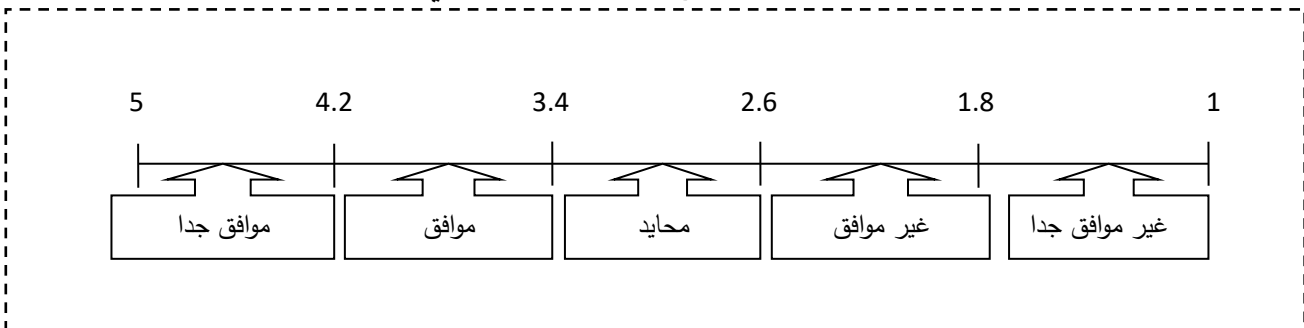 1 1.8 2.6 3.4 4.2 5
غير موافق جدا غير موافق محايد موافق موافق جدا